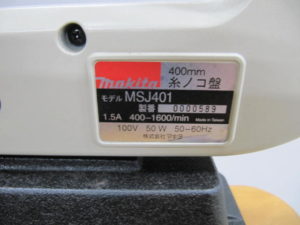 makita
400mm
糸ノコ盤
モデル MSJ401
製番 0000589
1.5A 400-1600/min Made in Taiwan
100V 50W 50-60Hz
株式会社 マキタ